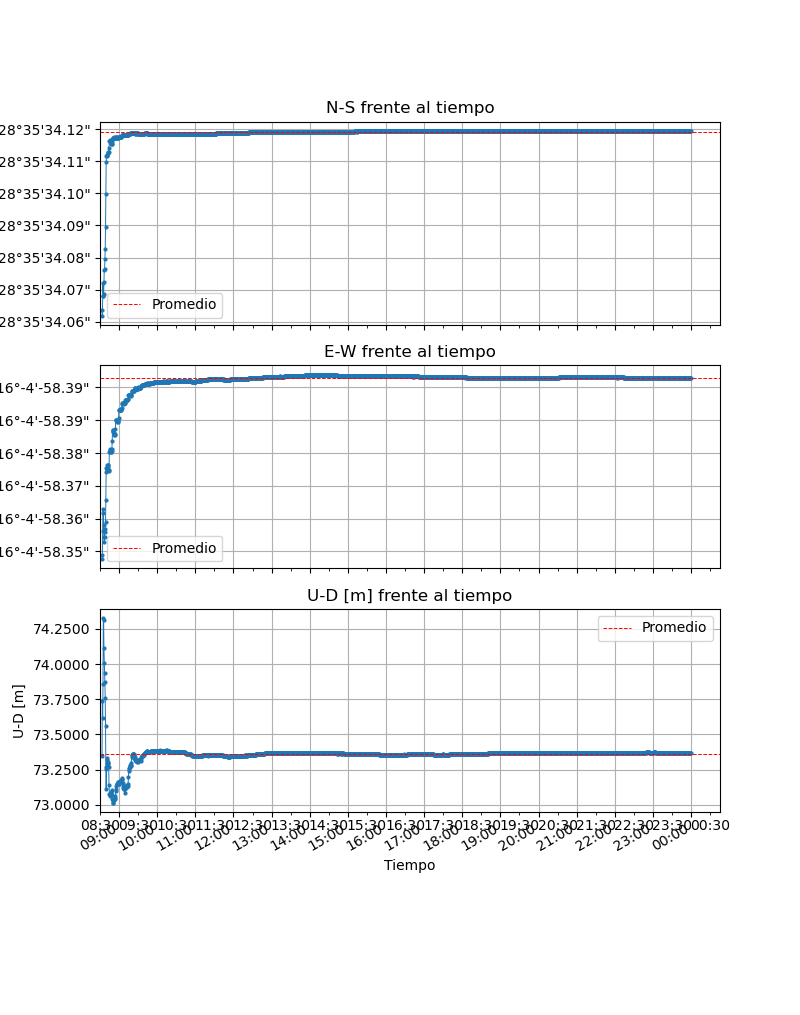 N-S frente al tiempo
28°35'34.12"
28°35'34.11"
28°35'34.10"
28°35'34.09"
28°35'34.08"
28°35'34.07"
28°35'34.06"
Promedio
E-W frente al tiempo
16°-4'-58.39"
16°-4'-58.39"
16°-4'-58.38"
16°-4'-58.37"
16°-4'-58.36"
16°-4'-58.35"
Promedio
U-D [m] frente al tiempo
74.2500
74.0000
73.7500
73.5000
73.2500
73.0000
U-D [m]
Promedio
08:30 09:30 10:30 11:30 12:30 13:30 14:30 15:30 16:30 17:30 18:30 19:30 20:30 21:30 22:30 23:30 00:30
09:00 10:00 11:00 12:00 13:00 14:00 15:00 16:00 17:00 18:00 19:00 20:00 21:00 22:00 23:00 00:00
Tiempo